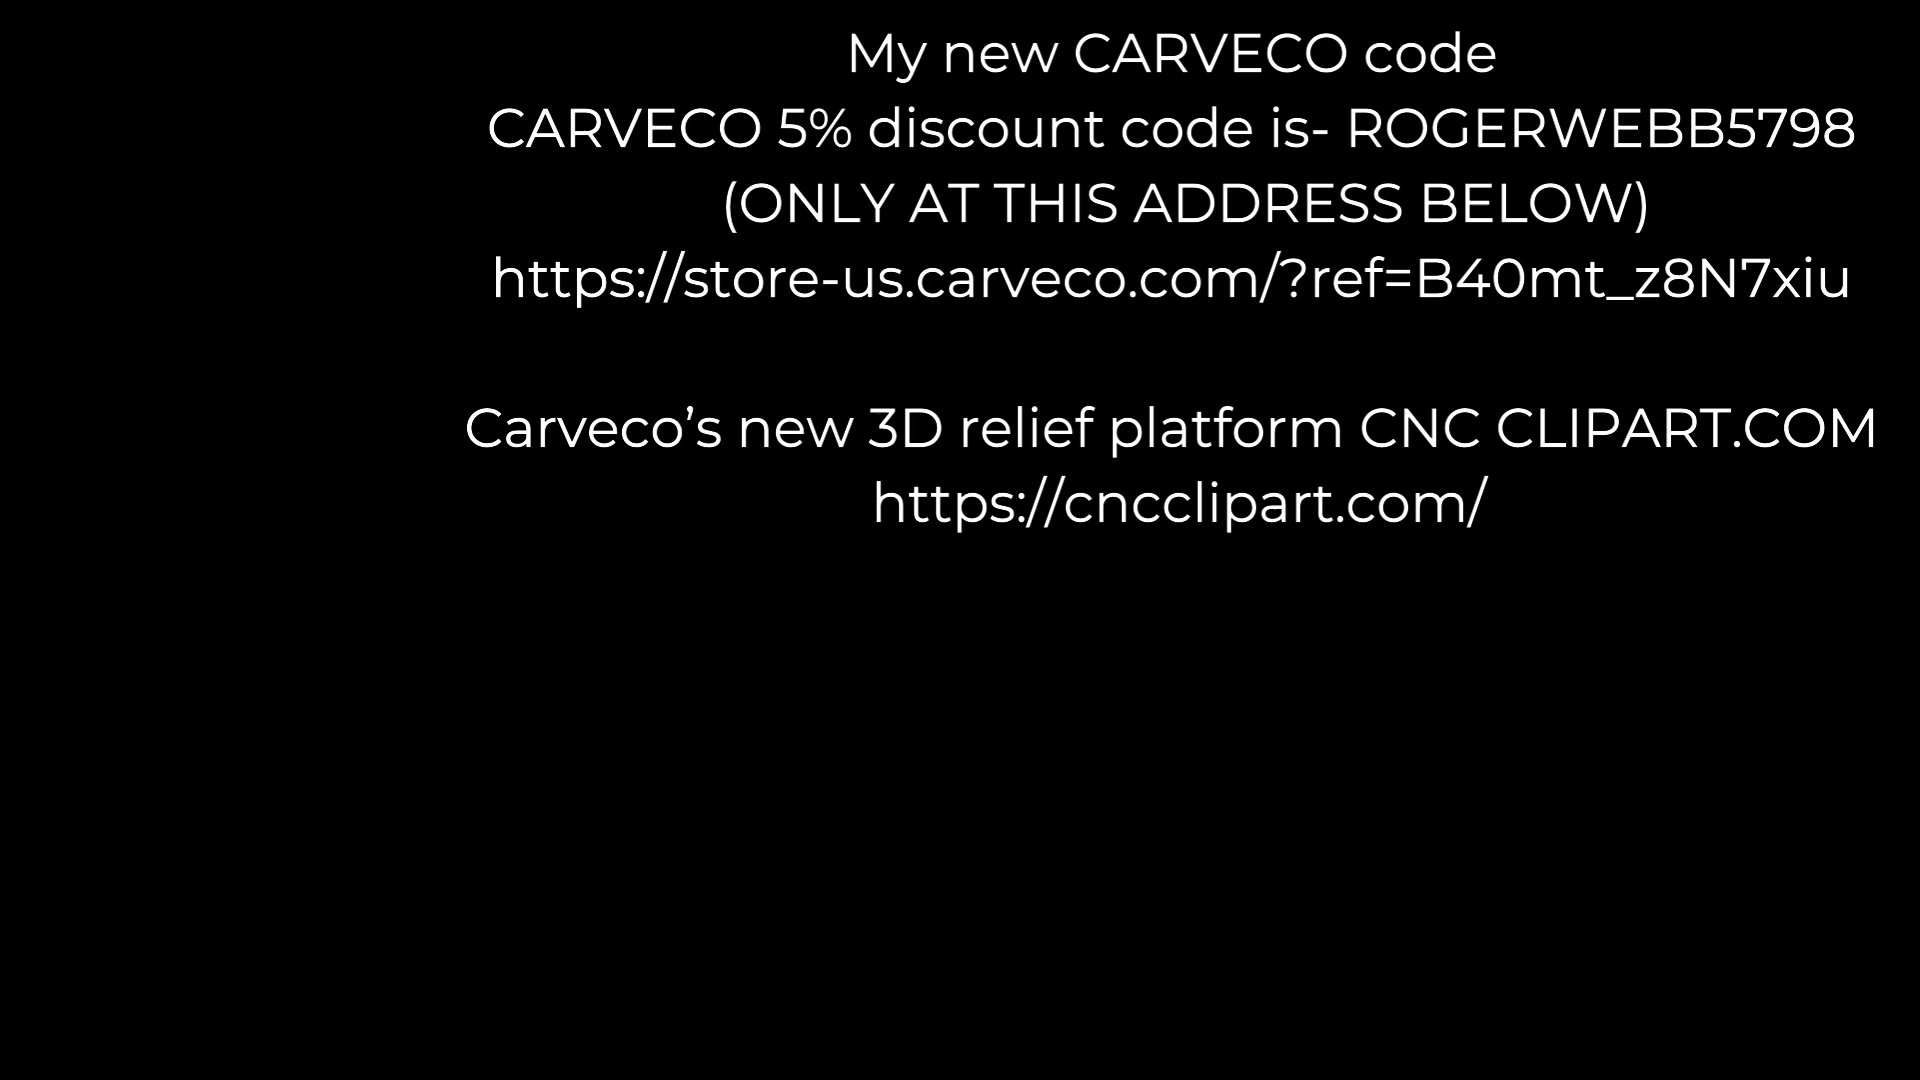 My new CARVECO code
CARVECO 5% discount code is- ROGERWEBB5798
(ONLY AT THIS ADDRESS BELOW)
https://store-us.carveco.com/?ref=B40mt_z8N7xiu
Carveco’s new 3D relief platform CNC CLIPART.COM
https://cncclipart.com/